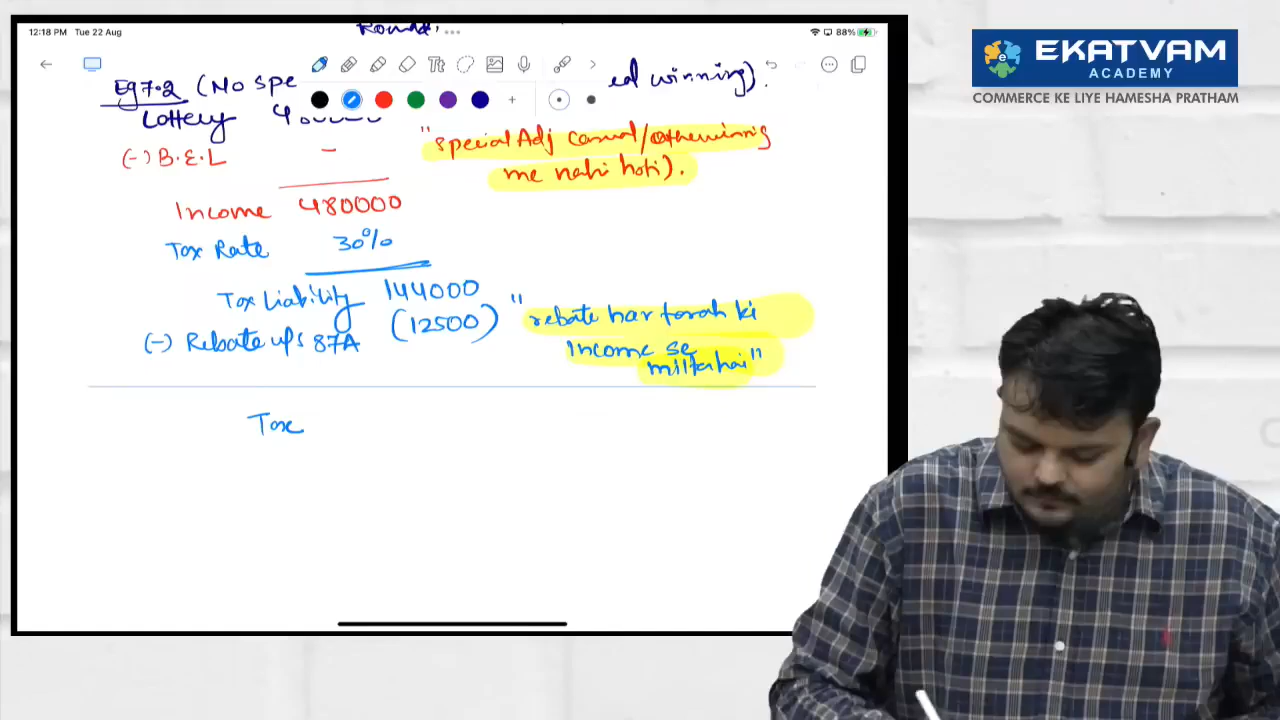 12:18 PM Tue 22 Aug
Round. ...
88%
EKATVAM
ACADEMY
COMMERCE KE LIYE HAMESHA PRATHAM
Tt
Eg 7.2 (No spe ed winning).
Lottery
(-) B.E.L -
"special Adj casual/
me nahi hoti).
Income 480000
Tax Rate 30%
Tax Liability 144000
(-) Rebate u/s 87A (12500)
"rebate har tarah ki
Income se
milta hai"
Tax